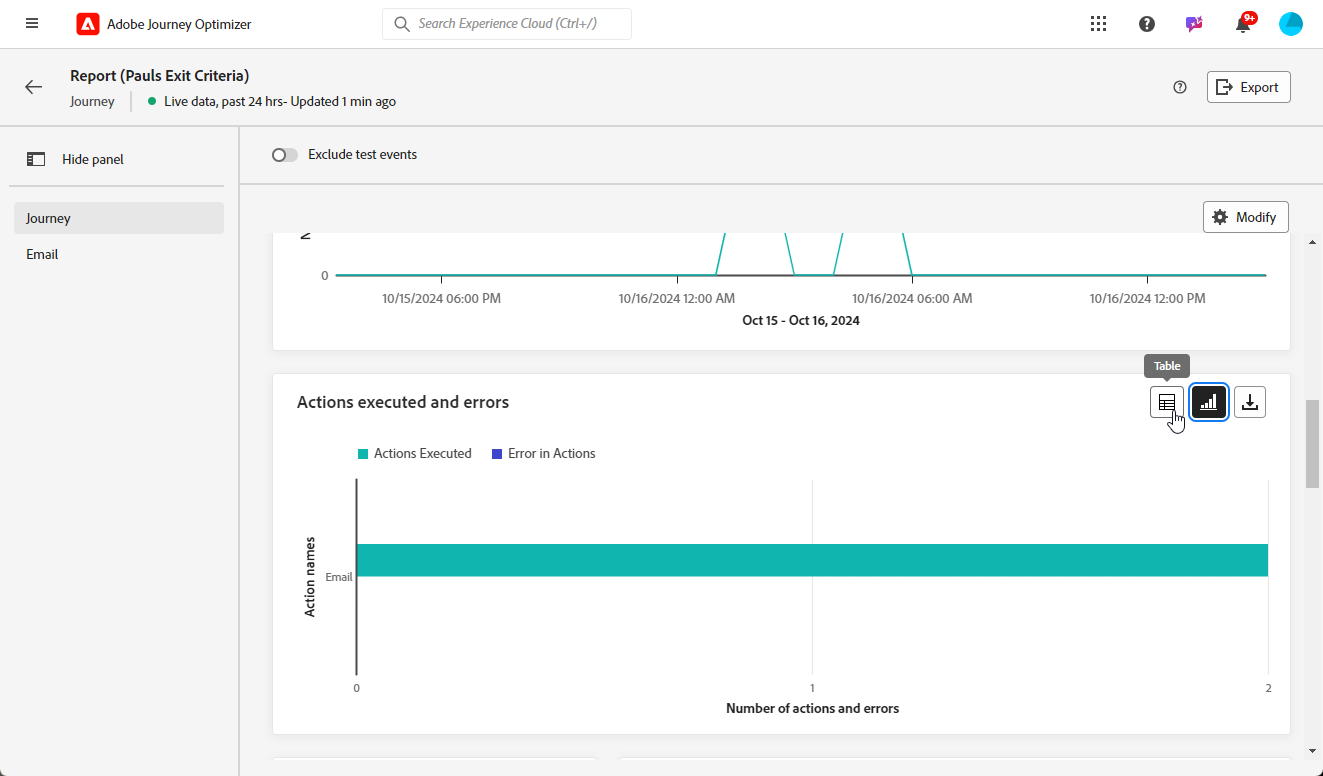 Adobe Journey Optimizer
Search Experience Cloud (Ctrl+/)
9+
Report (Pauls Exit Criteria)
Journey
Live data, past 24 hrs- Updated 1 min ago
Export
Hide panel
Exclude test events
Journey
Email
Modify
0
10/15/2024 06:00 PM
10/16/2024 12:00 AM
10/16/2024 06:00 AM
10/16/2024 12:00 PM
Oct 15 - Oct 16, 2024
Table
Actions executed and errors
Actions Executed
Error in Actions
Action names
Email
0
1
2
Number of actions and errors